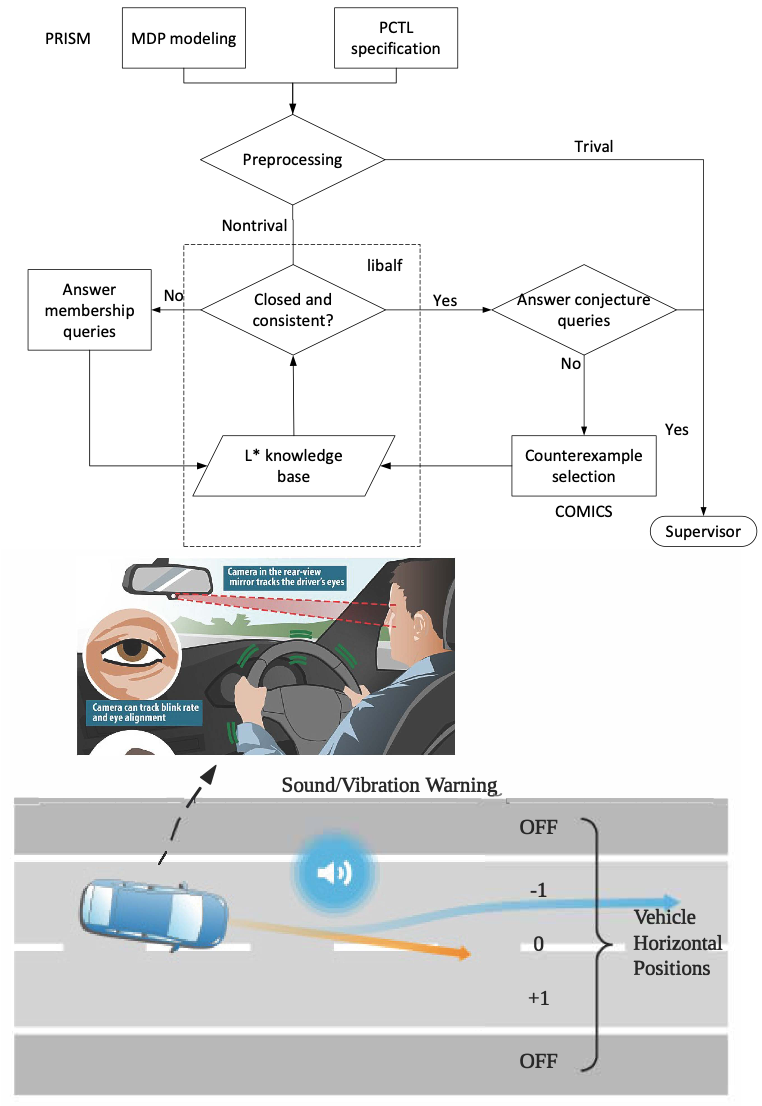 PRISM
MDP modeling
PCTL
specification
Preprocessing
Trival
Nontrival
libalf
Answer
membership
queries
No
Closed and
consistent?
Yes
Answer conjecture
queries
No
L* knowledge
base
Counterexample
selection
Yes
COMICS
Supervisor
Camera in the rear-view
mirror tracks the driver's eyes
Camera can track blink rate
and eye alignment
Sound/Vibration Warning
OFF
-1
0
+1
OFF
Vehicle
Horizontal
Positions